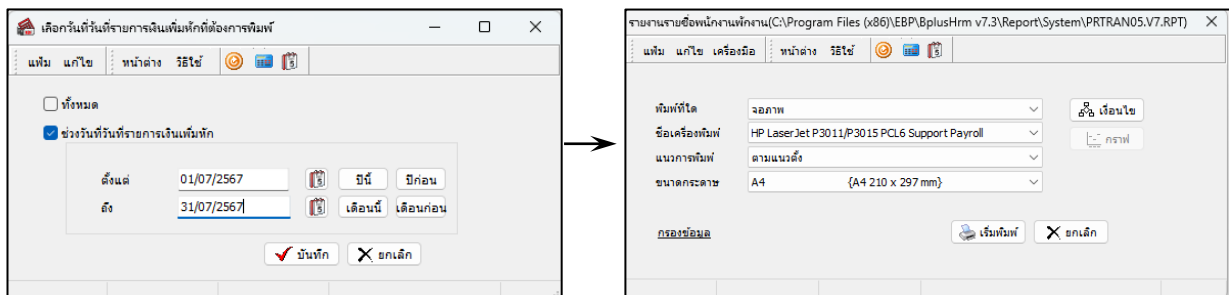 เลือกวันที่วันที่รายการเงินเพิ่มหักที่ต้องการพิมพ์
แฟ้ม แก้ไข หน้าต่าง วิธีใช้
ทั้งหมด
ช่วงวันที่วันที่รายการเงินเพิ่มหัก
ตั้งแต่ 01/07/2567 ปีนี้ ปีก่อน
ถึง 31/07/2567 เดือนนี้ เดือนก่อน
บันทึก ยกเลิก
รายงานรายชื่อพนักงานพักงาน(C:\Program Files (x86)\EBP\BplusHrm v7.3\Report\System\PRTRAN05.V7.RPT)
แฟ้ม แก้ไข เครื่องมือ หน้าต่าง วิธีใช้
พิมพ์ที่ใด จอภาพ เงื่อนไข
ชื่อเครื่องพิมพ์ HP LaserJet P3011/P3015 PCL6 Support Payroll กราฟ
แนวการพิมพ์ ตามแนวตั้ง
ขนาดกระดาษ A4 {A4 210 x 297 mm}
กรองข้อมูล เริ่มพิมพ์ ยกเลิก